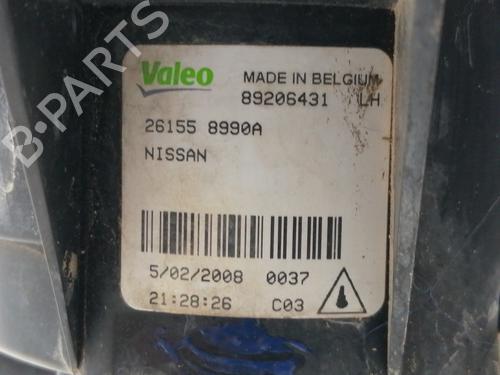 Valeo
MADE IN BELGIUM
89206431 LH
26155 8990A
NISSAN
5/02/2008 0037
21:28:26 C03
B-PARTS